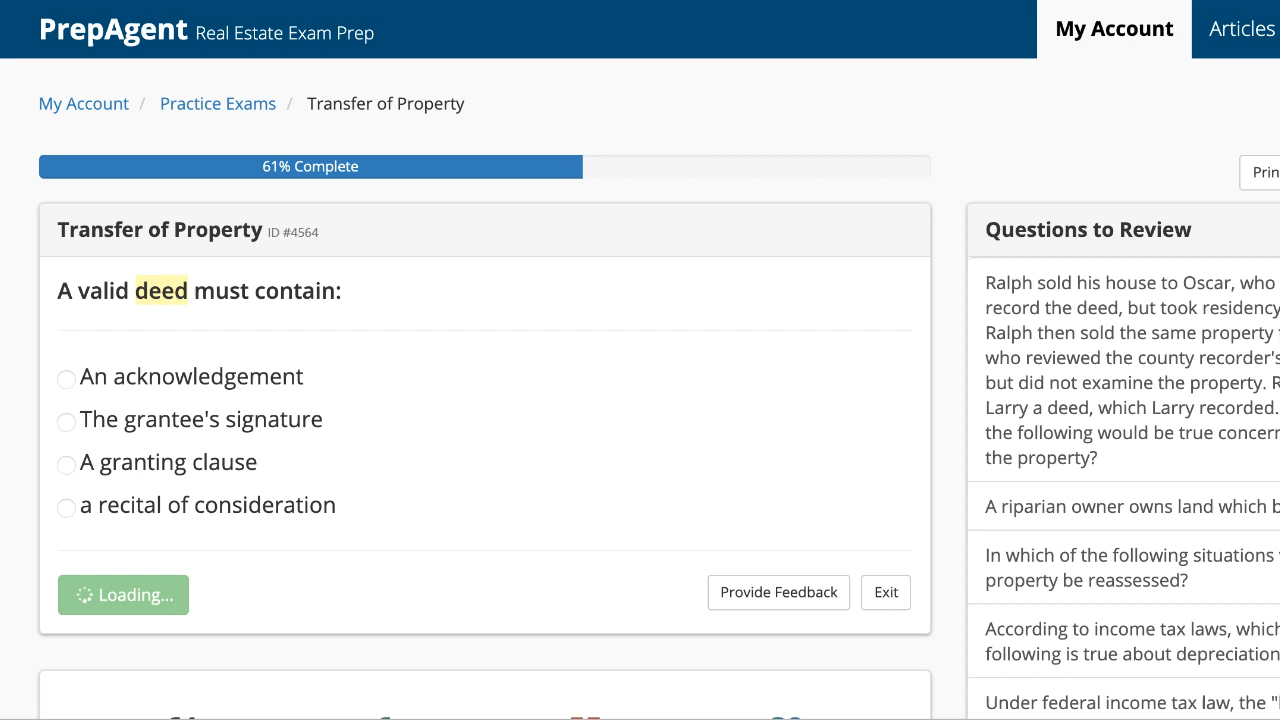 PrepAgent Real Estate Exam Prep
My Account
Articles
My Account / Practice Exams / Transfer of Property
61% Complete
Transfer of Property ID #4564
A valid deed must contain:
An acknowledgement
The grantee's signature
A granting clause
a recital of consideration
Loading...
Provide Feedback
Exit
Questions to Review
Ralph sold his house to Oscar, who
record the deed, but took residency
Ralph then sold the same property
who reviewed the county recorder's
but did not examine the property.
Larry a deed, which Larry recorded.
the following would be true concern
the property?
A riparian owner owns land which
In which of the following situations
property be reassessed?
According to income tax laws, which
following is true about depreciation
Under federal income tax law, the